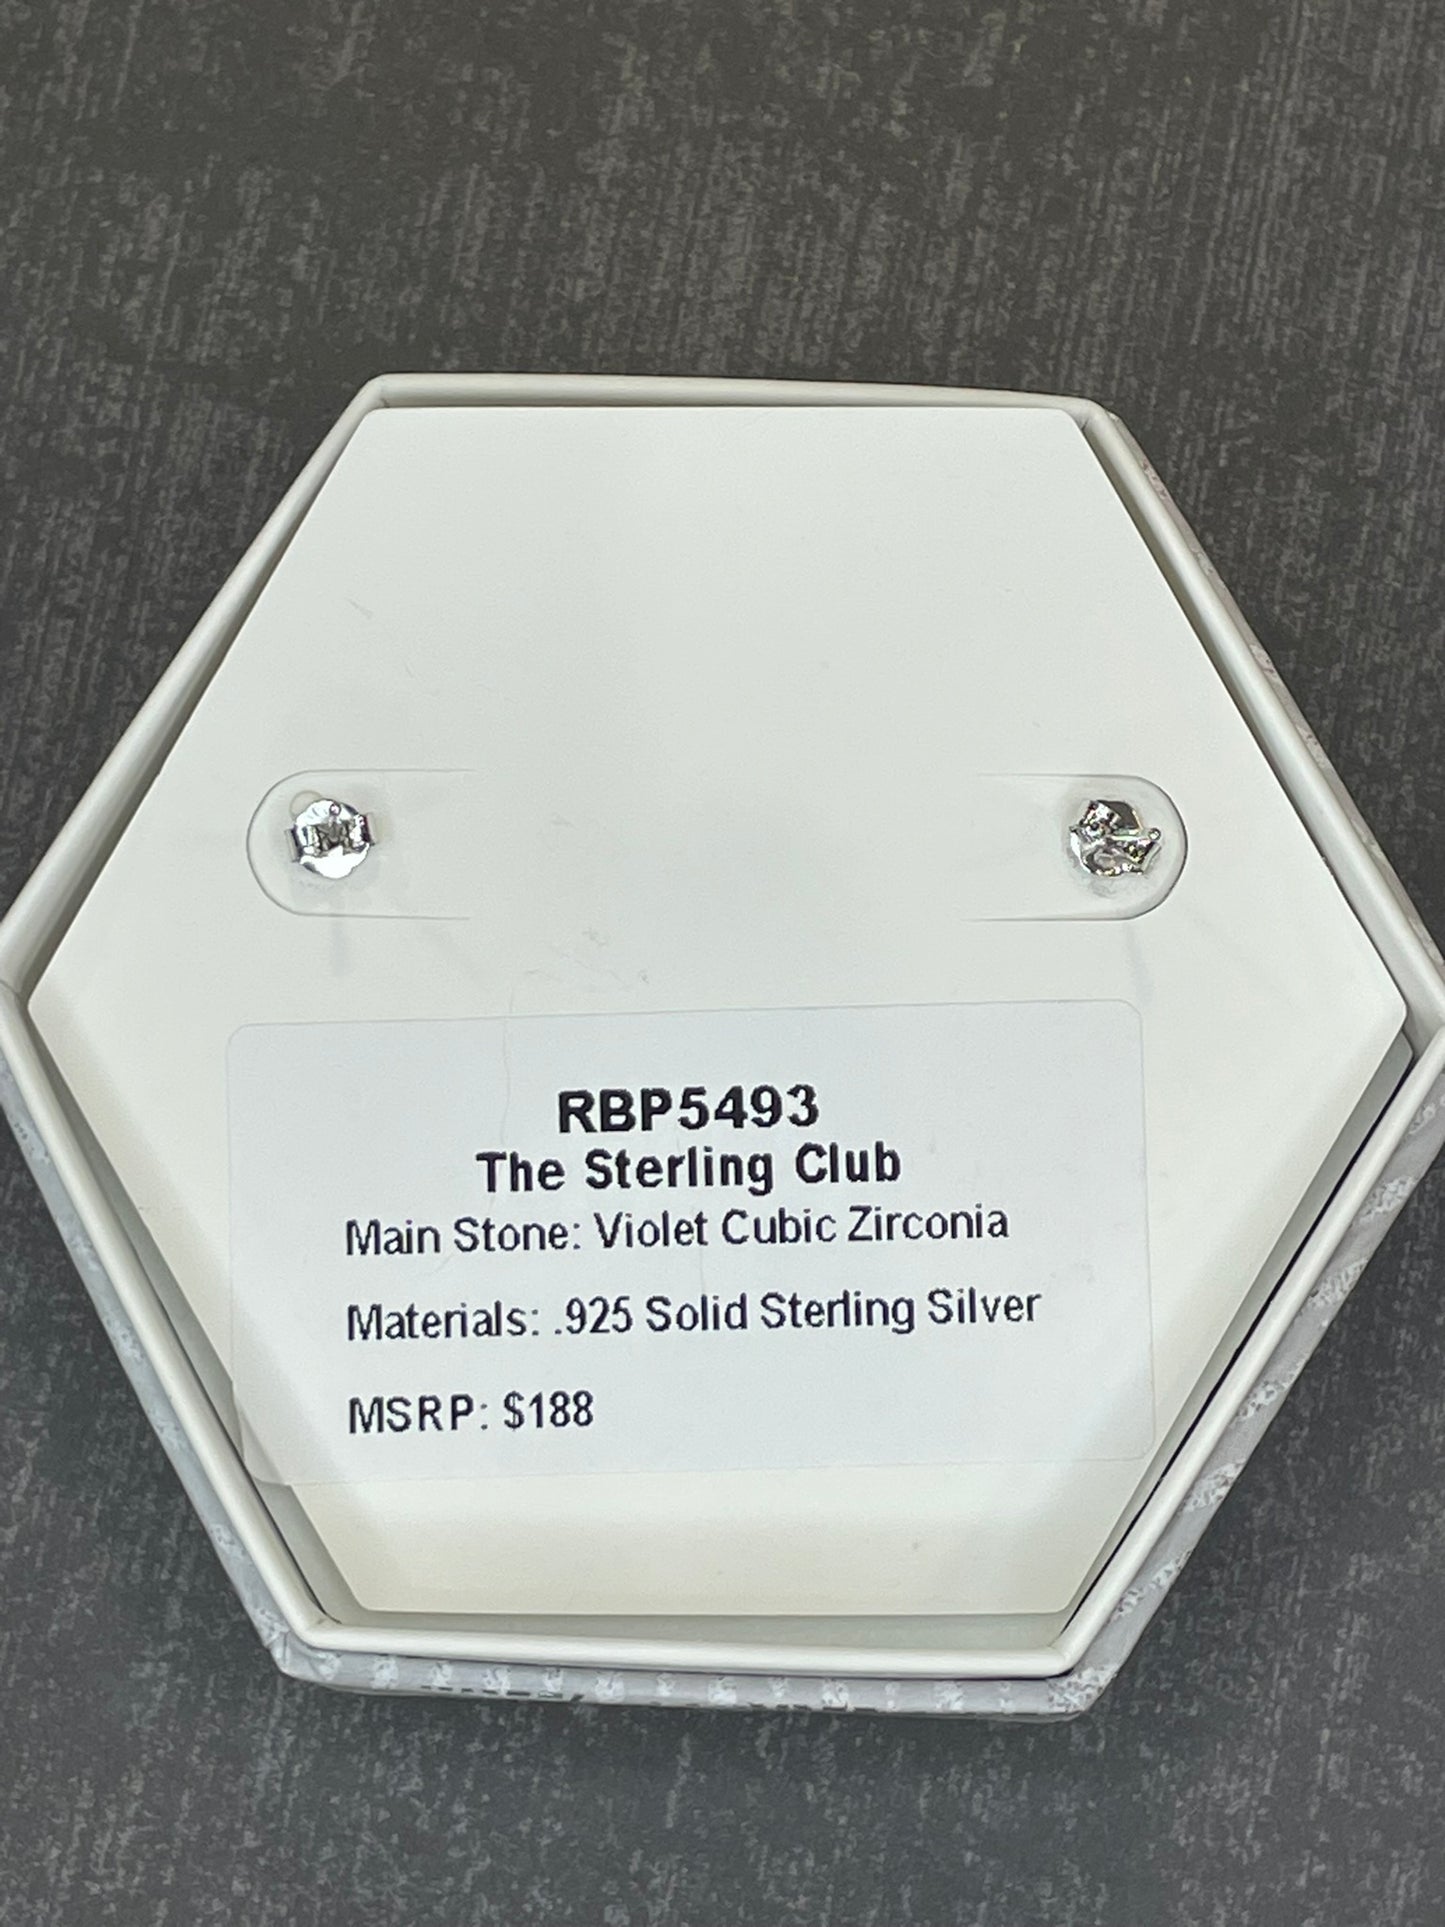 RBP5493
The Sterling Club
Main Stone: Violet Cubic Zirconia
Materials: .925 Solid Sterling Silver
MSRP: $188